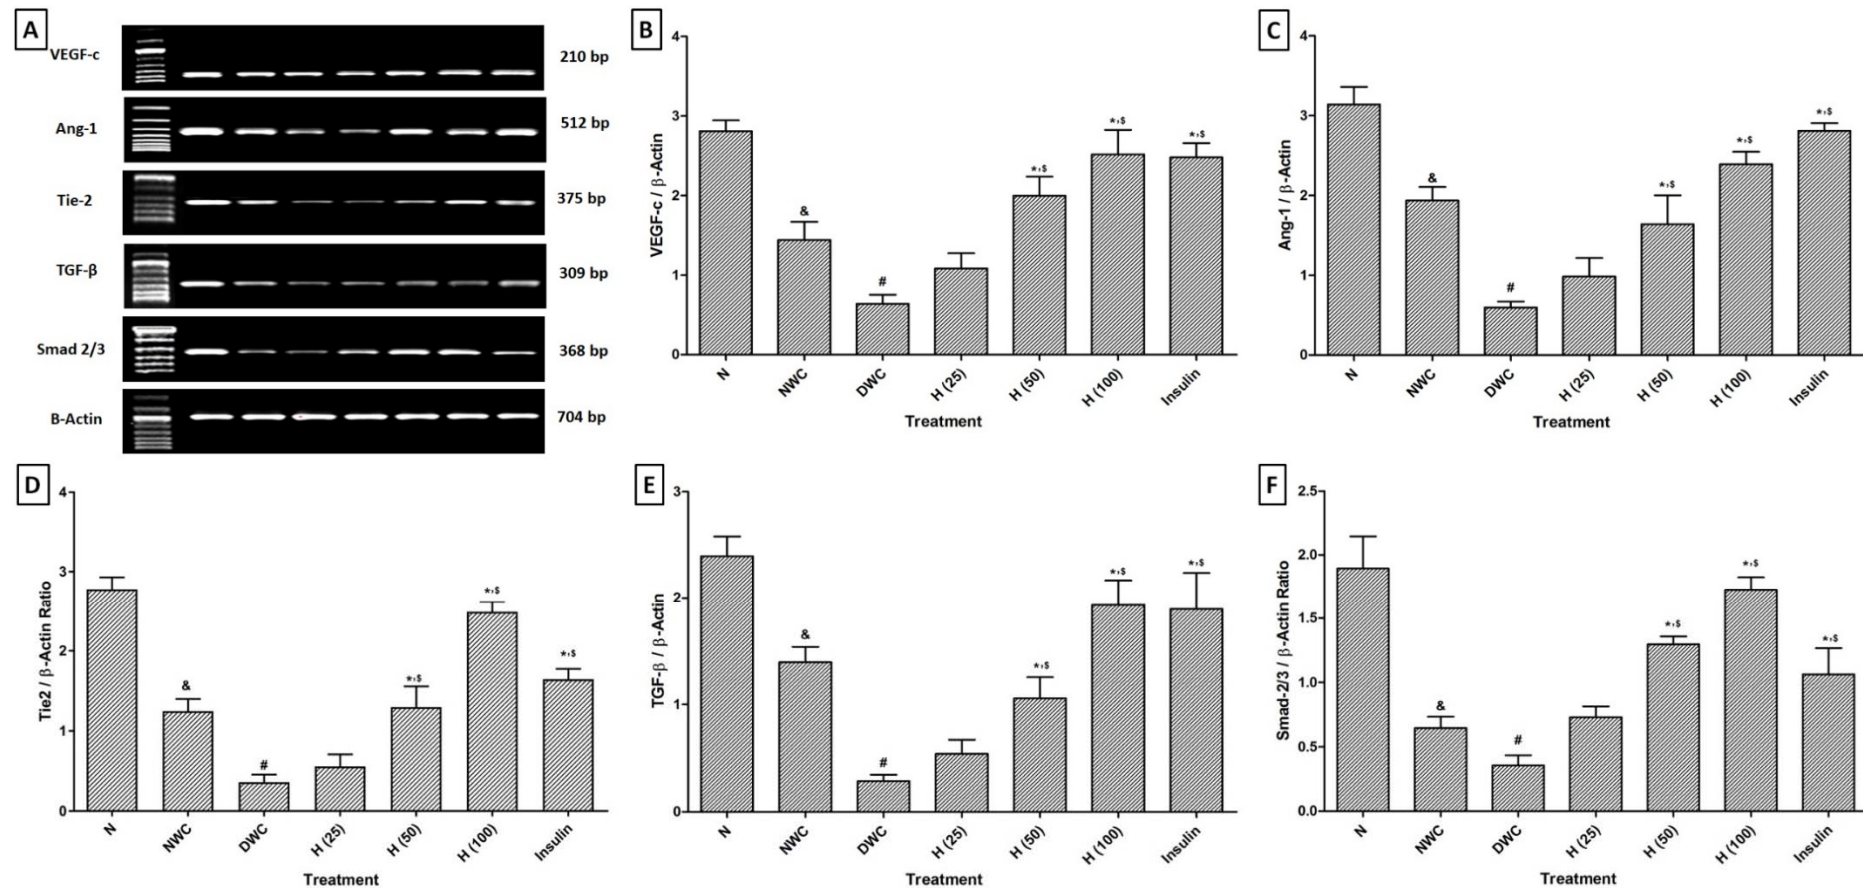 A
VEGF-c
210 bp
Ang-1
512 bp
Tie-2
375 bp
TGF-β
309 bp
Smad 2/3
368 bp
B-Actin
704 bp
B
VEGF-c / β-Actin
4
3
2
1
0
&
#
*,$
*,$
*,$
N
NWC
DWC
H (25)
H (50)
H (100)
Insulin
Treatment
C
Ang-1 / β-Actin
4
3
2
1
0
&
#
*,$
*,$
*,$
N
NWC
DWC
H (25)
H (50)
H (100)
Insulin
Treatment
D
Tie2 / β-Actin Ratio
4
3
2
1
0
&
#
*,$
*,$
*,$
N
NWC
DWC
H (25)
H (50)
H (100)
Insulin
Treatment
E
TGF-β / β-Actin
3
2
1
0
&
#
*,$
*,$
*,$
N
NWC
DWC
H (25)
H (50)
H (100)
Insulin
Treatment
F
Smad-2/3 / β-Actin Ratio
2.5
2.0
1.5
1.0
0.5
0.0
&
#
*,$
*,$
*,$
N
NWC
DWC
H (25)
H (50)
H (100)
Insulin
Treatment